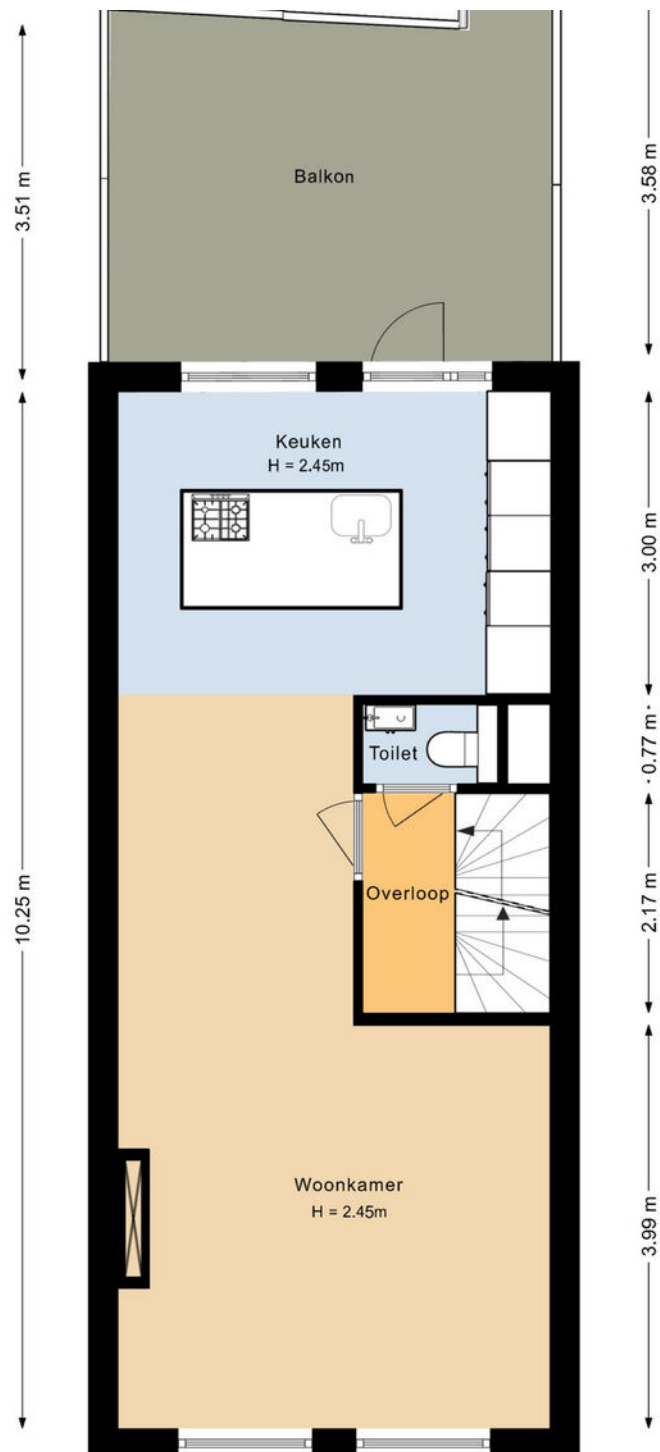 3.51 m
3.58 m
Balkon
Keuken
H = 2.45m
3.00 m
Toilet
0.77 m
Overloop
2.17 m
10.25 m
Woonkamer
H = 2.45m
3.99 m